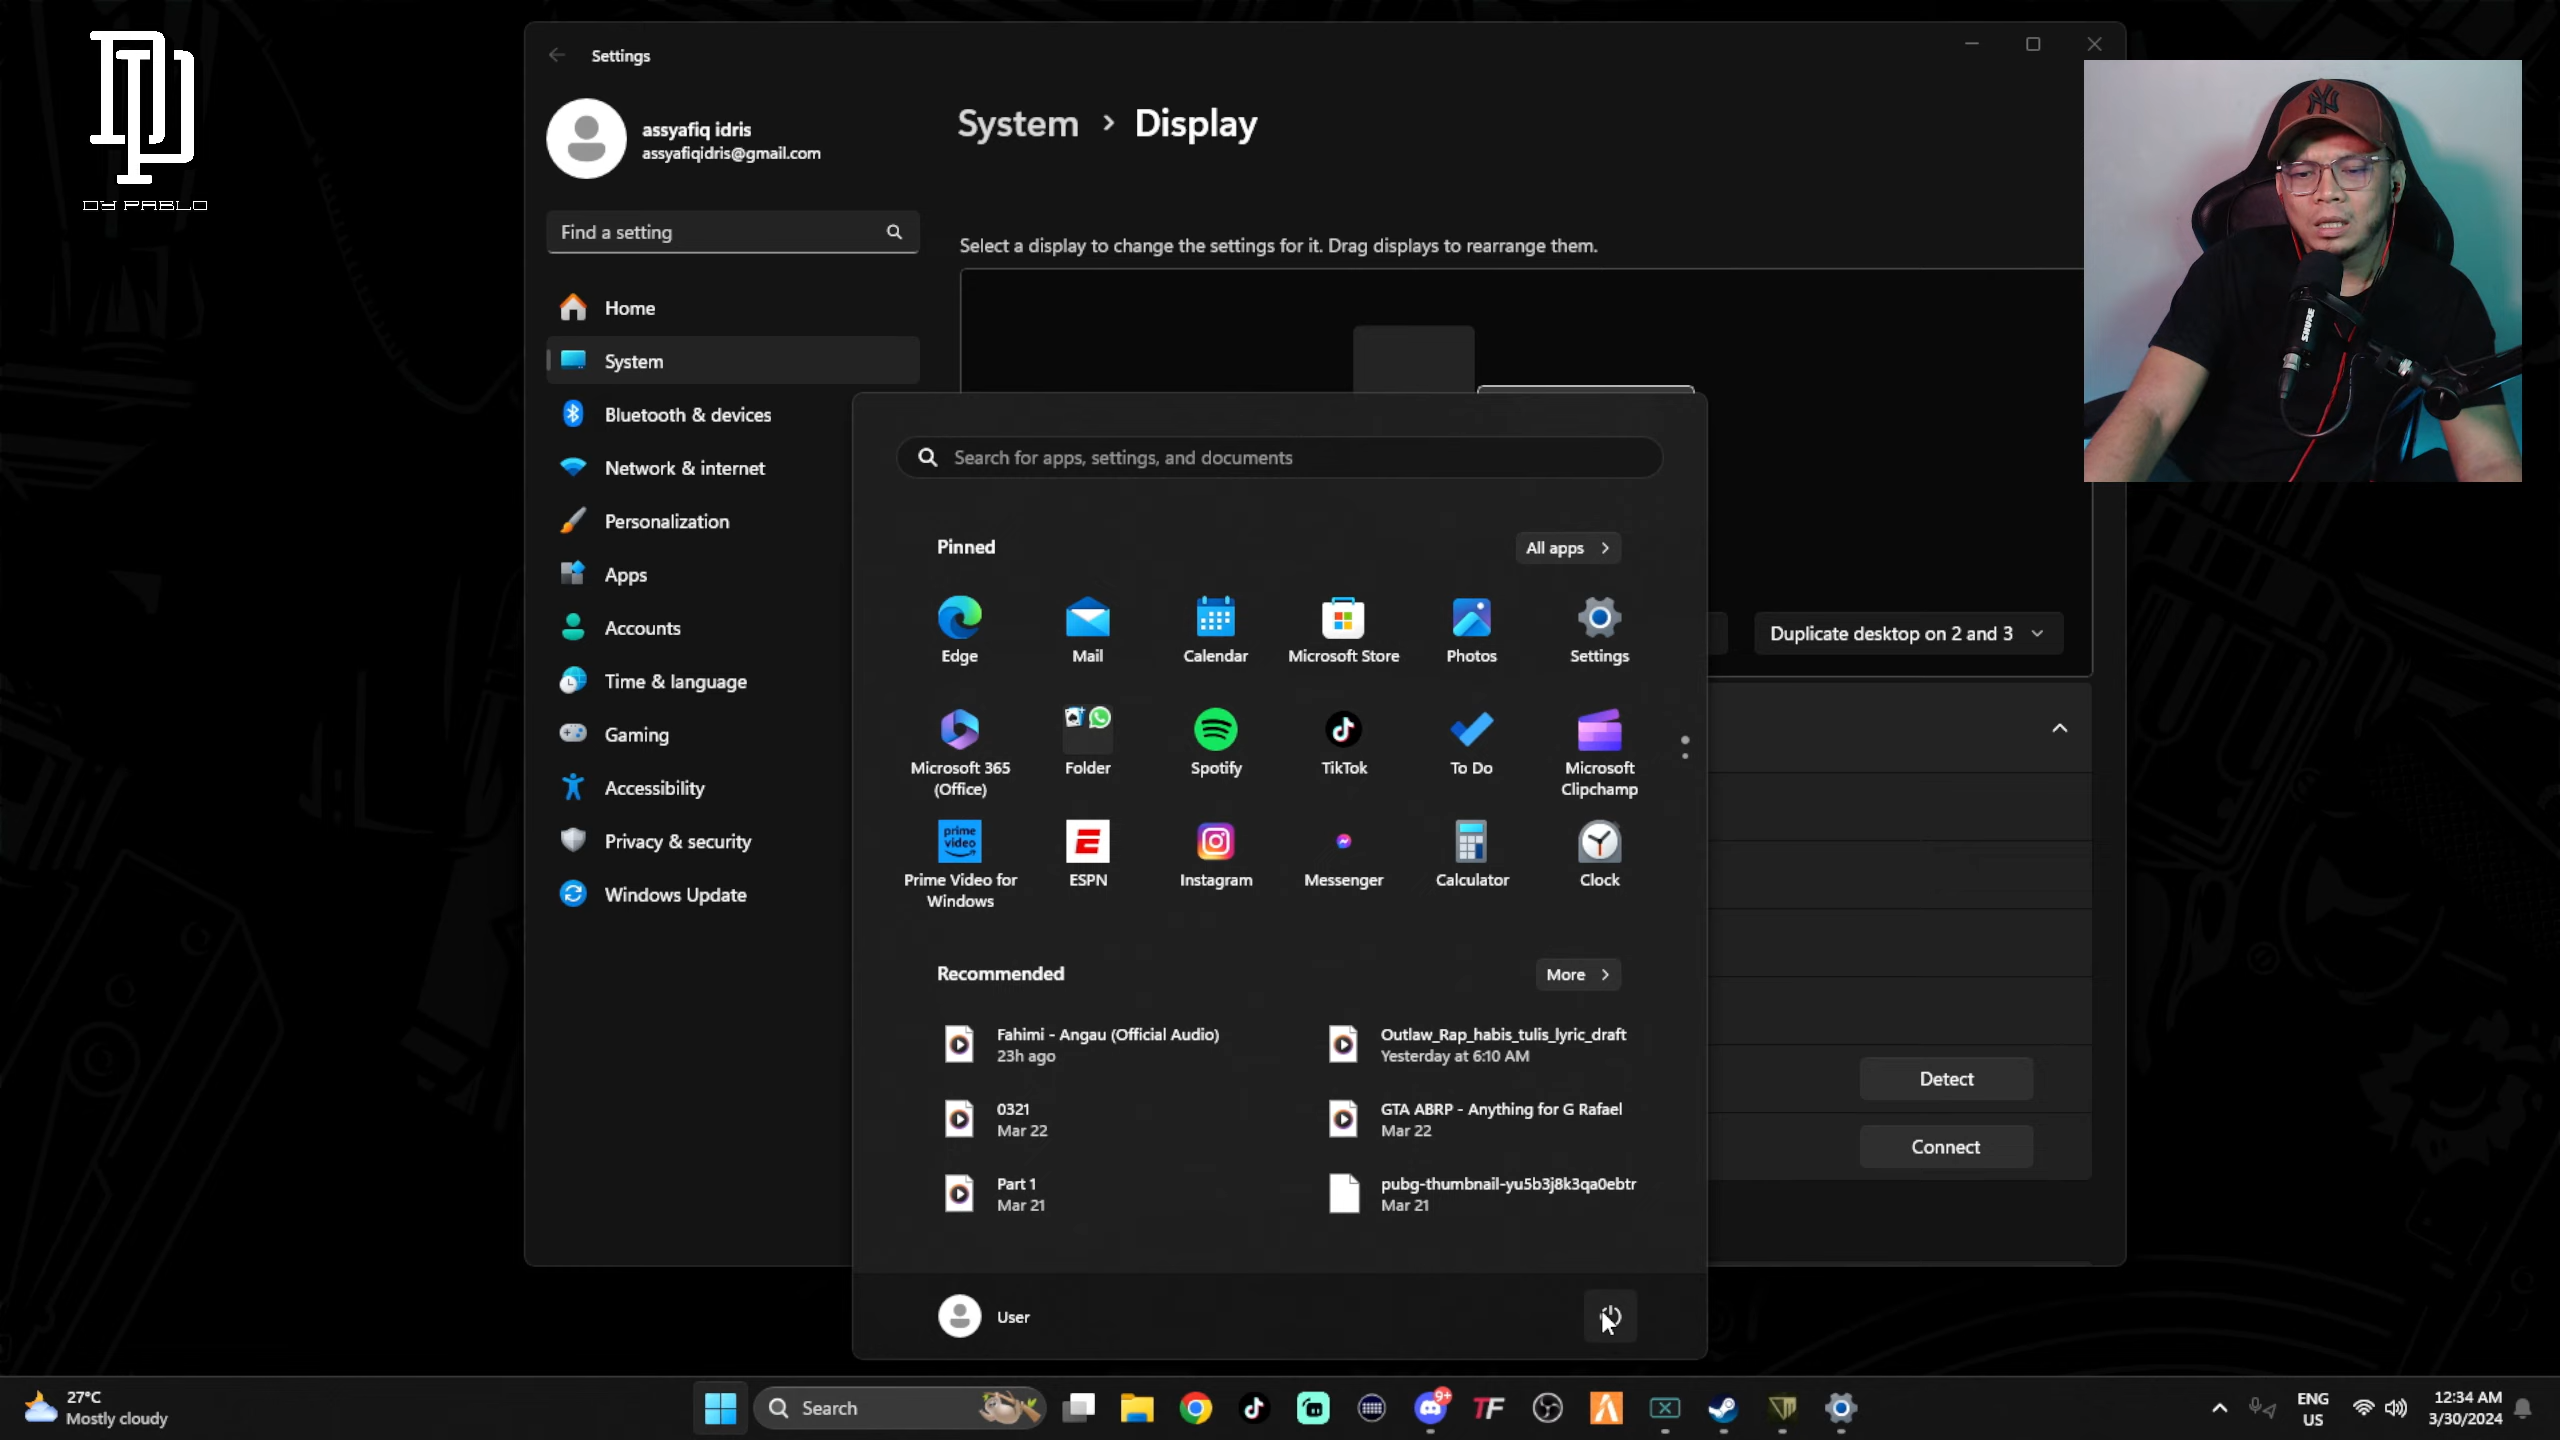 DY PABLO
Settings
assyafiq idris
assyafiqidris@gmail.com
Find a setting
Home
System
Bluetooth & devices
Network & internet
Personalization
Apps
Accounts
Time & language
Gaming
Accessibility
Privacy & security
Windows Update
System > Display
Select a display to change the settings for it. Drag displays to rearrange them.
Duplicate desktop on 2 and 3
Detect
Connect
SHURE
Search for apps, settings, and documents
Pinned
All apps >
Edge
Mail
Calendar
Microsoft Store
Photos
Settings
Microsoft 365
(Office)
Folder
Spotify
TikTok
To Do
Microsoft
Clipchamp
prime
video
Prime Video for
Windows
ESPN
Instagram
Messenger
Calculator
Clock
Recommended
More >
Fahimi - Angau (Official Audio)
23h ago
Outlaw_Rap_habis_tulis_lyric_draft
Yesterday at 6:10 AM
0321
Mar 22
GTA ABRP - Anything for G Rafael
Mar 22
Part 1
Mar 21
pubg-thumbnail-yu5b3j8k3qa0ebtr
Mar 21
User
27°C
Mostly cloudy
Search
9+
TF
ENG
US
12:34 AM
3/30/2024